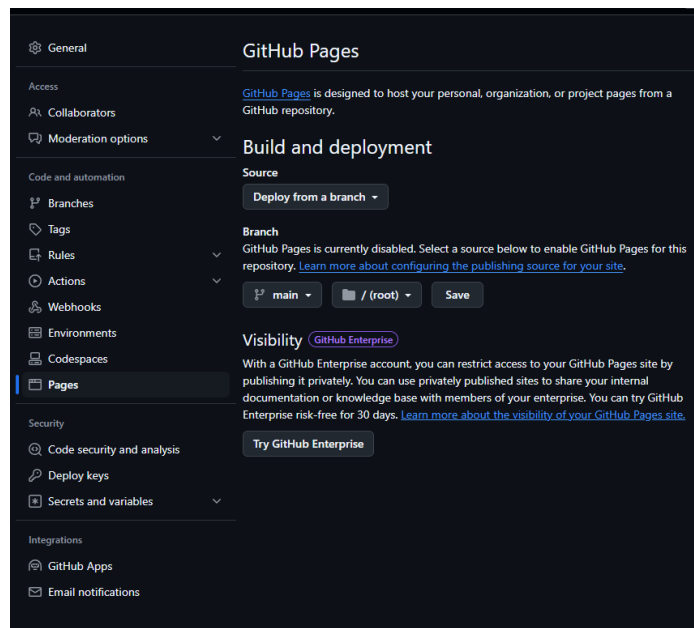 General
Access
Collaborators
Moderation options
Code and automation
Branches
Tags
Rules
Actions
Webhooks
Environments
Codespaces
Pages
Security
Code security and analysis
Deploy keys
Secrets and variables
Integrations
GitHub Apps
Email notifications
GitHub Pages
GitHub Pages is designed to host your personal, organization, or project pages from a
GitHub repository.
Build and deployment
Source
Deploy from a branch
Branch
GitHub Pages is currently disabled. Select a source below to enable GitHub Pages for this
repository. Learn more about configuring the publishing source for your site.
main / (root) Save
Visibility GitHub Enterprise
With a GitHub Enterprise account, you can restrict access to your GitHub Pages site by
publishing it privately. You can use privately published sites to share your internal
documentation or knowledge base with members of your enterprise. You can try GitHub
Enterprise risk-free for 30 days. Learn more about the visibility of your GitHub Pages site.
Try GitHub Enterprise